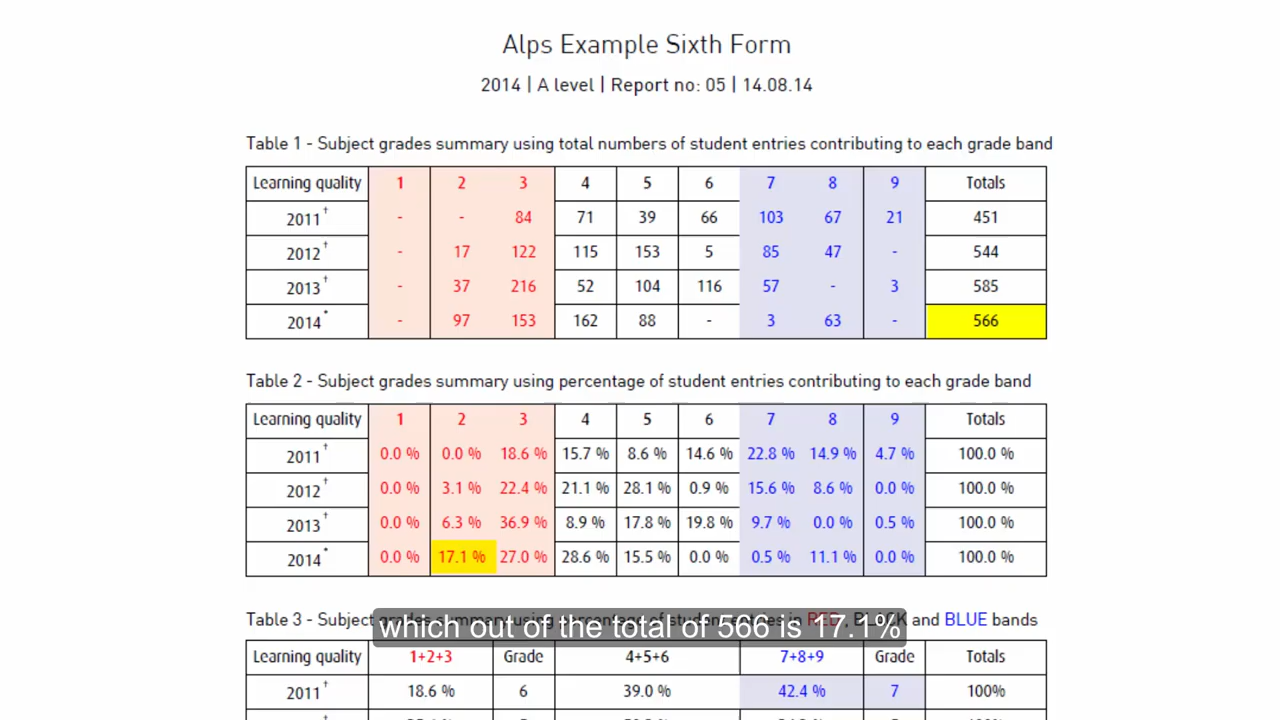 Alps Example Sixth Form
2014 | A level | Report no: 05 | 14.08.14
Table 1 - Subject grades summary using total numbers of student entries contributing to each grade band
Learning quality 1 2 3 4 5 6 7 8 9 Totals
2011† - - 84 71 39 66 103 67 21 451
2012† - 17 122 115 153 5 85 47 - 544
2013† - 37 216 52 104 116 57 - 3 585
2014* - 97 153 162 88 - 3 63 - 566
Table 2 - Subject grades summary using percentage of student entries contributing to each grade band
Learning quality 1 2 3 4 5 6 7 8 9 Totals
2011† 0.0 % 0.0 % 18.6 % 15.7 % 8.6 % 14.6 % 22.8 % 14.9 % 4.7 % 100.0 %
2012† 0.0 % 3.1 % 22.4 % 21.1 % 28.1 % 0.9 % 15.6 % 8.6 % 0.0 % 100.0 %
2013† 0.0 % 6.3 % 36.9 % 8.9 % 17.8 % 19.8 % 9.7 % 0.0 % 0.5 % 100.0 %
2014* 0.0 % 17.1 % 27.0 % 28.6 % 15.5 % 0.0 % 0.5 % 11.1 % 0.0 % 100.0 %
Table 3 - Subject grades summary using percentage of student entries in RED, BLACK and BLUE bands
which out of the total of 566 is 17.1%
Learning quality 1+2+3 Grade 4+5+6 7+8+9 Grade Totals
2011† 18.6 % 6 39.0 % 42.4 % 7 100%